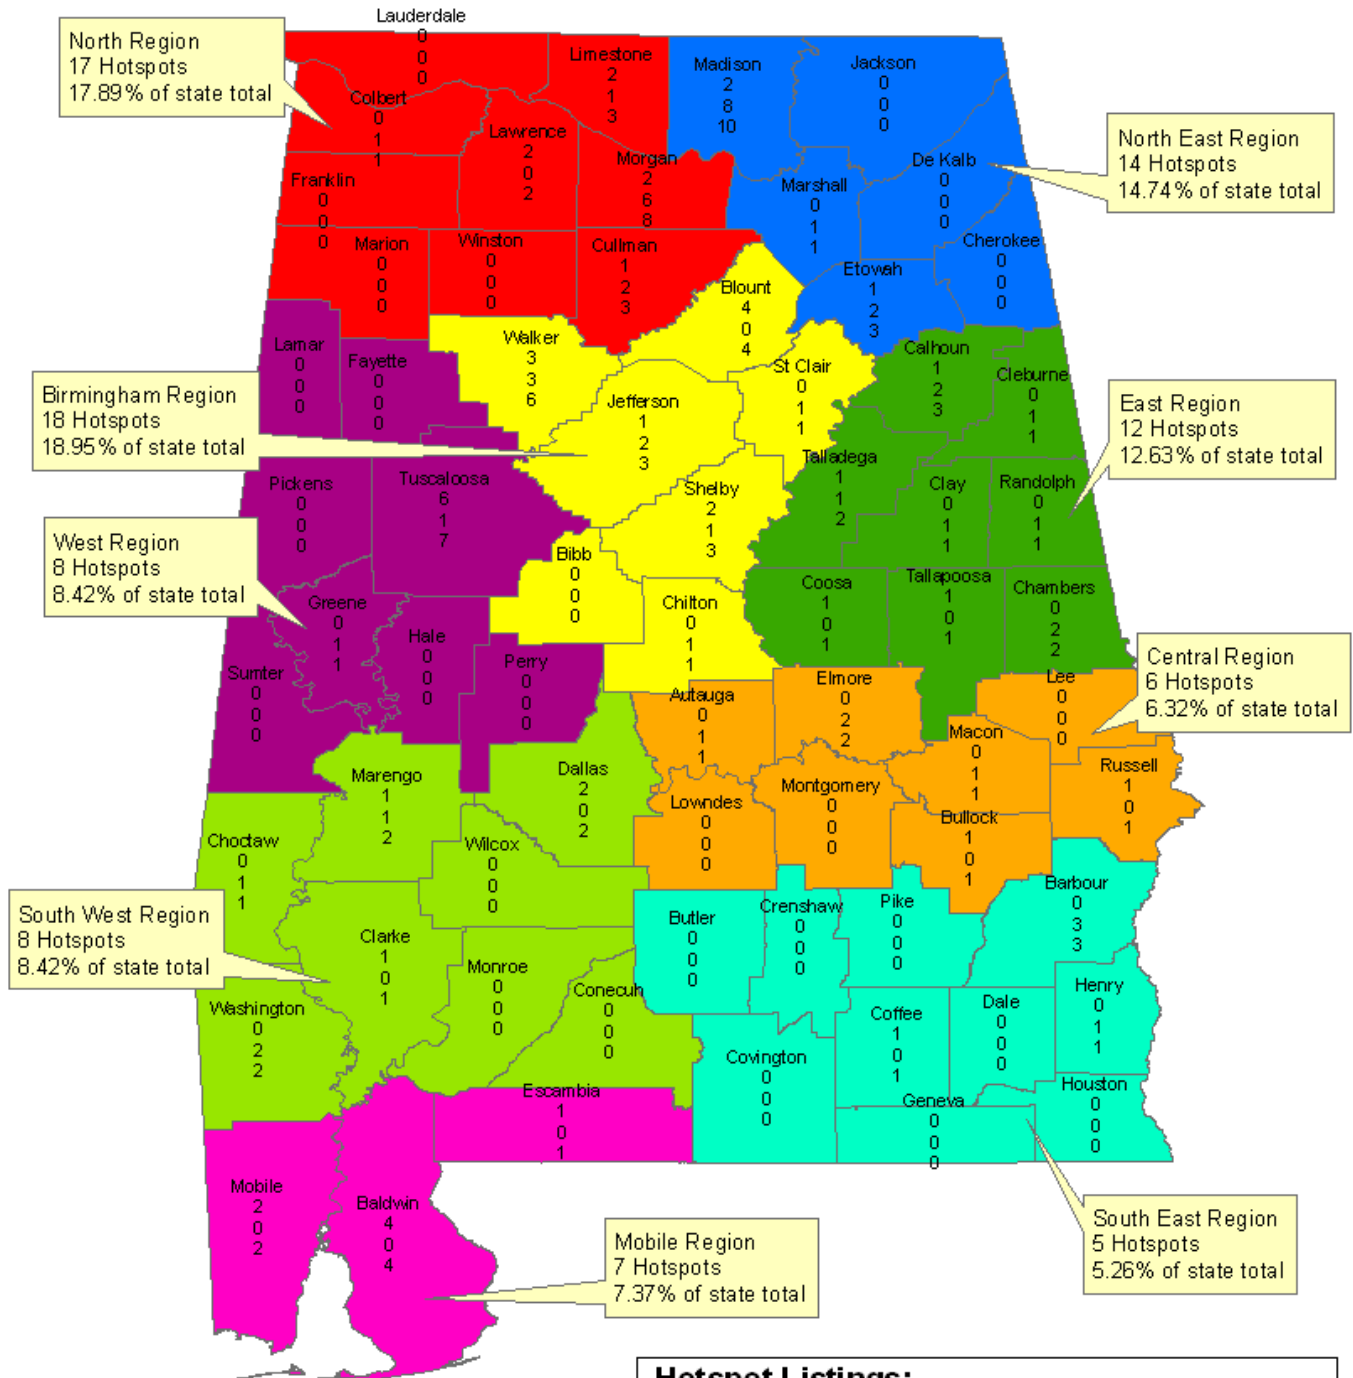 Lauderdale
0
0
0
North Region
17 Hotspots
17.89% of state total
Limestone
2
1
3
Madison
2
8
10
Jackson
0
0
0
Colbert
0
1
1
Lawrence
2
0
2
Morgan
2
6
8
North East Region
14 Hotspots
14.74% of state total
De Kalb
0
0
0
Marshall
0
1
1
Franklin
0
0
0
Marion
0
0
0
Winston
0
0
0
Cullman
1
2
3
Cherokee
0
0
0
Etowah
1
2
3
Blount
4
0
4
Walker
3
3
6
Lamar
0
0
0
Fayette
0
0
0
St Clair
0
1
1
Calhoun
1
2
3
Cleburne
0
1
1
Birmingham Region
18 Hotspots
18.95% of state total
Jefferson
1
2
3
East Region
12 Hotspots
12.63% of state total
Talladega
1
1
2
Pickens
0
0
0
Tuscaloosa
6
1
7
Shelby
2
1
3
Clay
0
1
1
Randolph
0
1
1
West Region
8 Hotspots
8.42% of state total
Bibb
0
0
0
Greene
0
1
1
Hale
0
0
0
Chilton
0
1
1
Coosa
1
0
1
Tallapoosa
1
0
1
Chambers
0
2
2
Sumter
0
0
0
Perry
0
0
0
Central Region
6 Hotspots
6.32% of state total
Autauga
0
1
1
Elmore
0
2
2
Lee
0
0
0
Macon
0
1
1
Russell
1
0
1
Marengo
1
1
2
Dallas
2
0
2
Lowndes
0
0
0
Montgomery
0
0
0
Bullock
1
0
1
Choctaw
0
1
1
Wilcox
0
0
0
Barbour
0
3
3
South West Region
8 Hotspots
8.42% of state total
Clarke
1
0
1
Butler
0
0
0
Crenshaw
0
0
0
Pike
0
0
0
Monroe
0
0
0
Conecuh
0
0
0
Henry
0
1
1
Washington
0
2
2
Coffee
1
0
1
Dale
0
0
0
Covington
0
0
0
Houston
0
0
0
Escambia
1
0
1
Geneva
0
0
0
Mobile
2
0
2
Baldwin
4
0
4
South East Region
5 Hotspots
5.26% of state total
Mobile Region
7 Hotspots
7.37% of state total
Hotspot Listings: